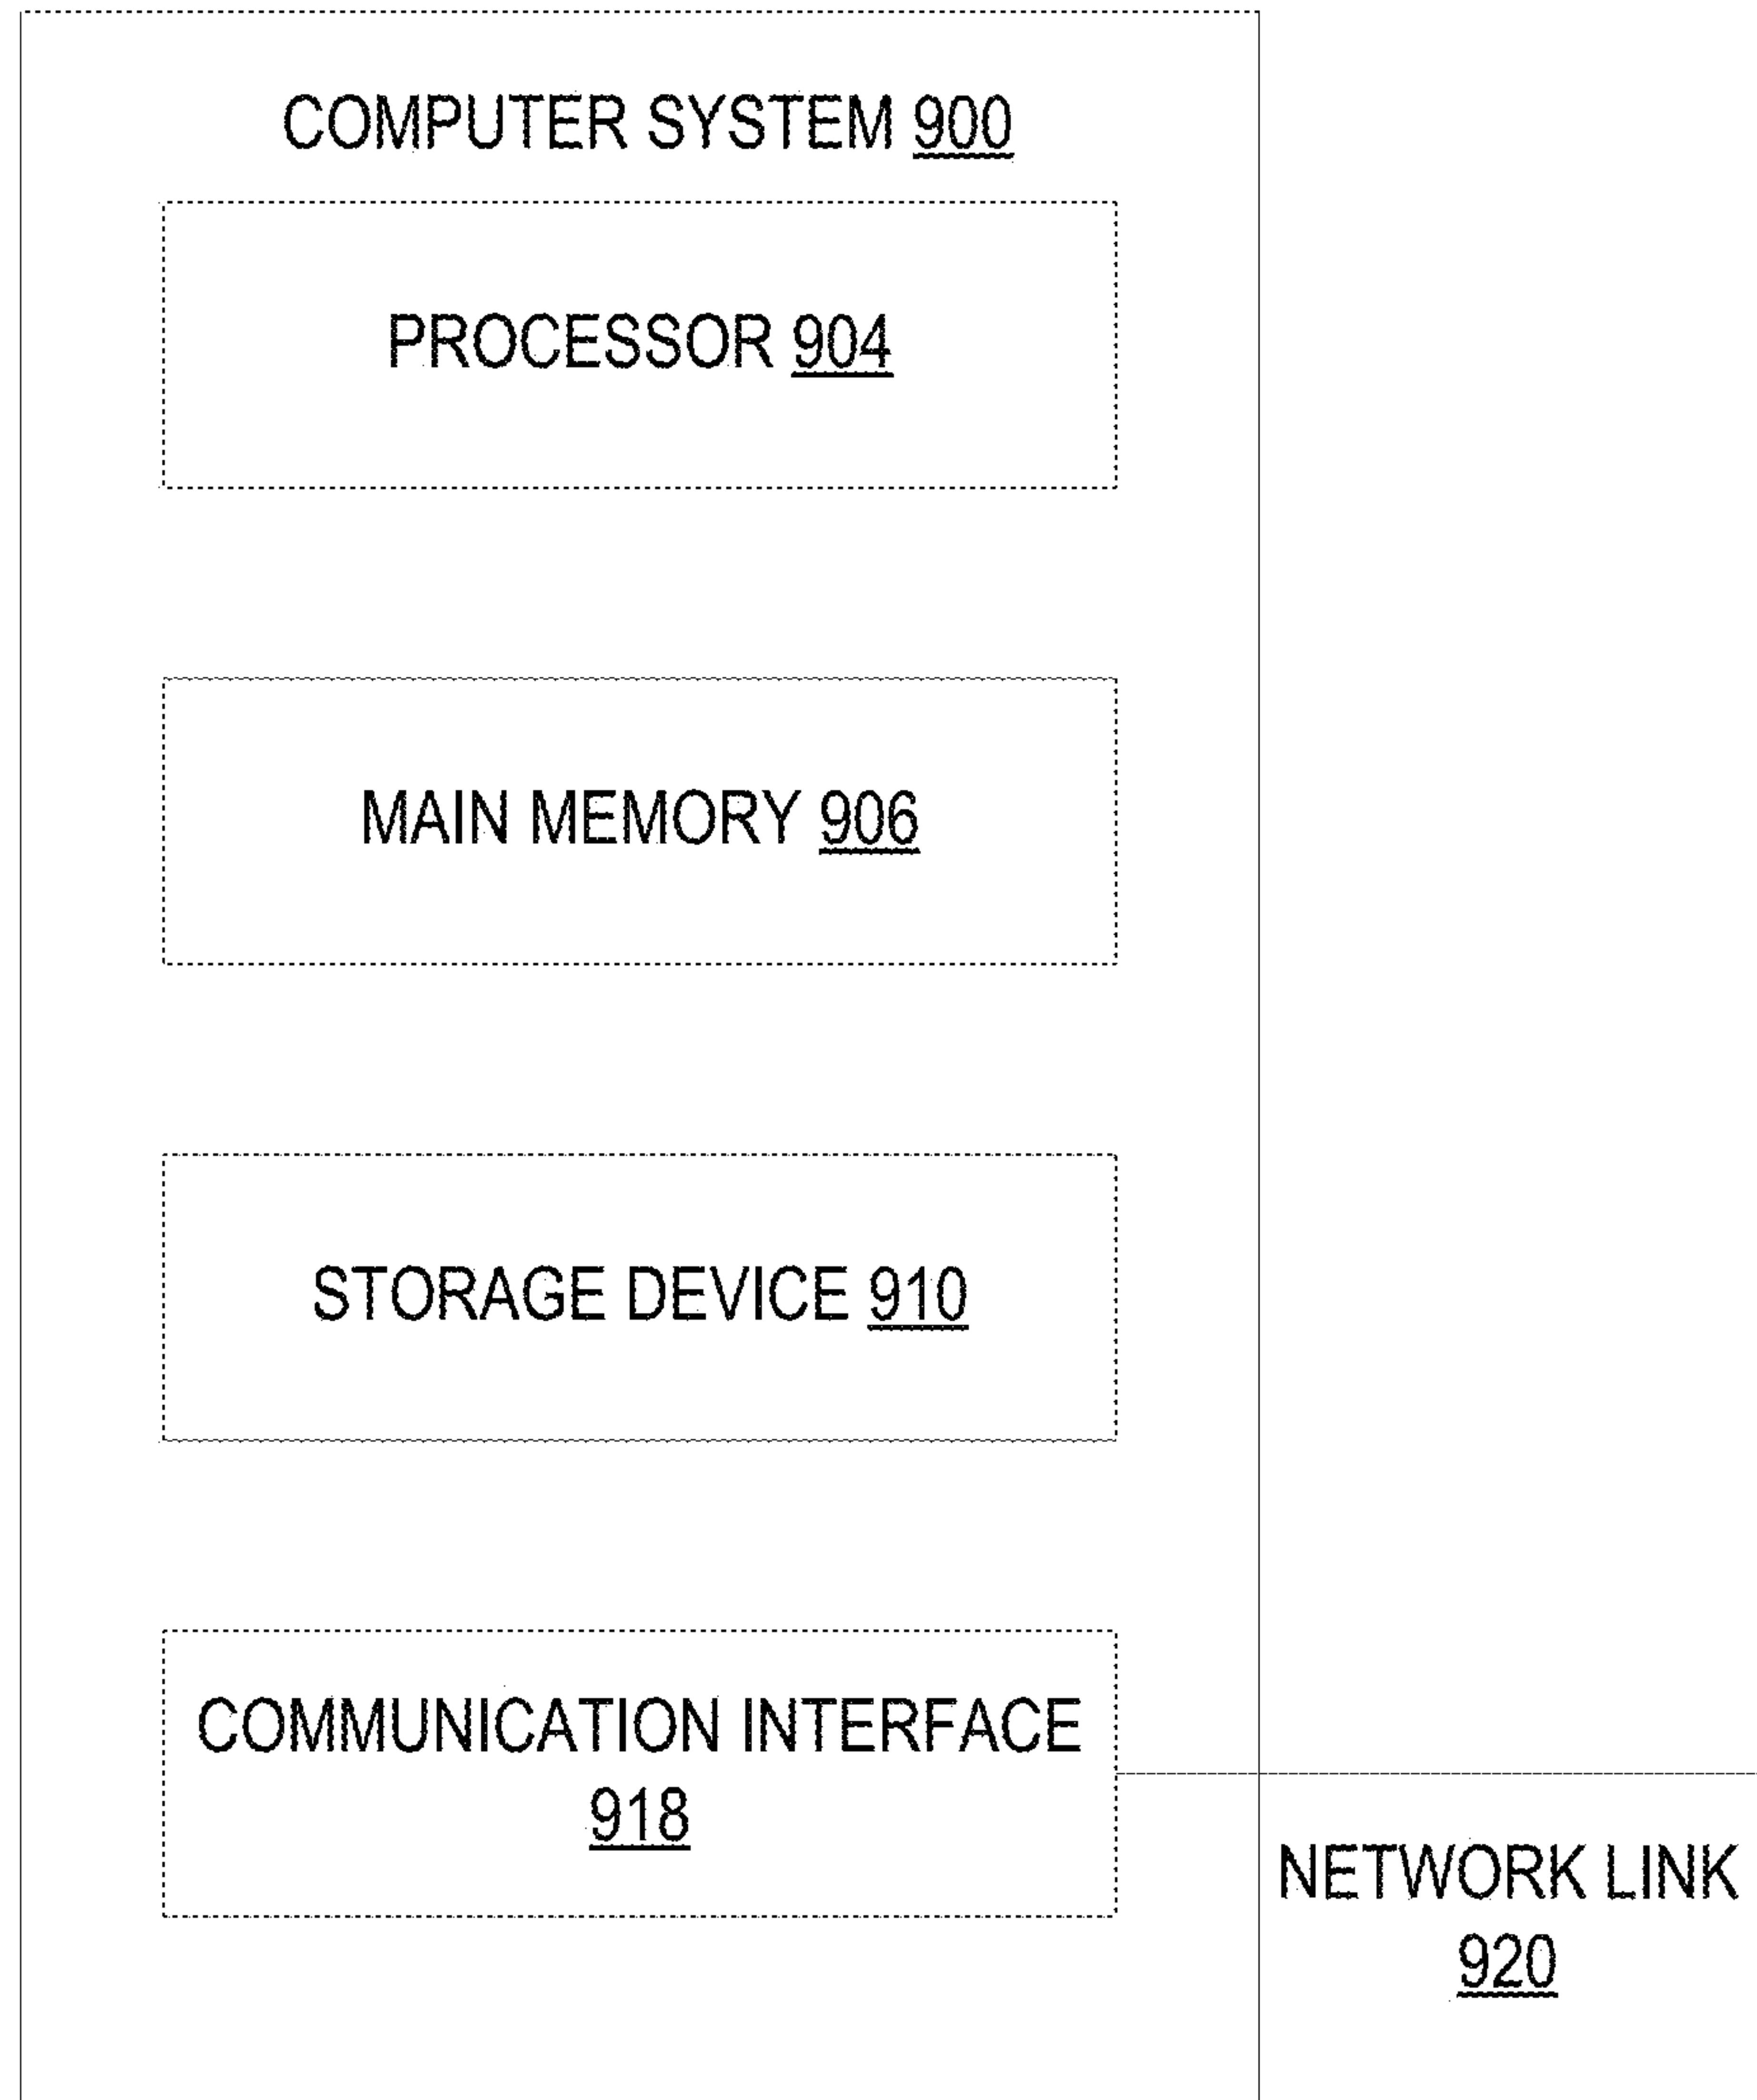 COMPUTER SYSTEM 900
PROCESSOR 904
MAIN MEMORY 906
STORAGE DEVICE 910
COMMUNICATION INTERFACE
918
NETWORK LINK
920